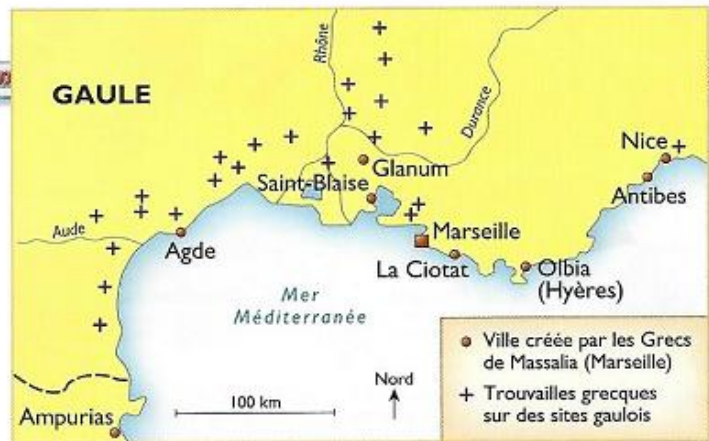 GAULE
Rhône
Durance
Glanum
Saint-Blaise
Nice
Antibes
Aude
Agde
Marseille
La Ciotat
Olbia
(Hyères)
Mer
Méditerranée
Ampurias
100 km
Nord
Ville créée par les Grecs
de Massalia (Marseille)
Trouvailles grecques
sur des sites gaulois